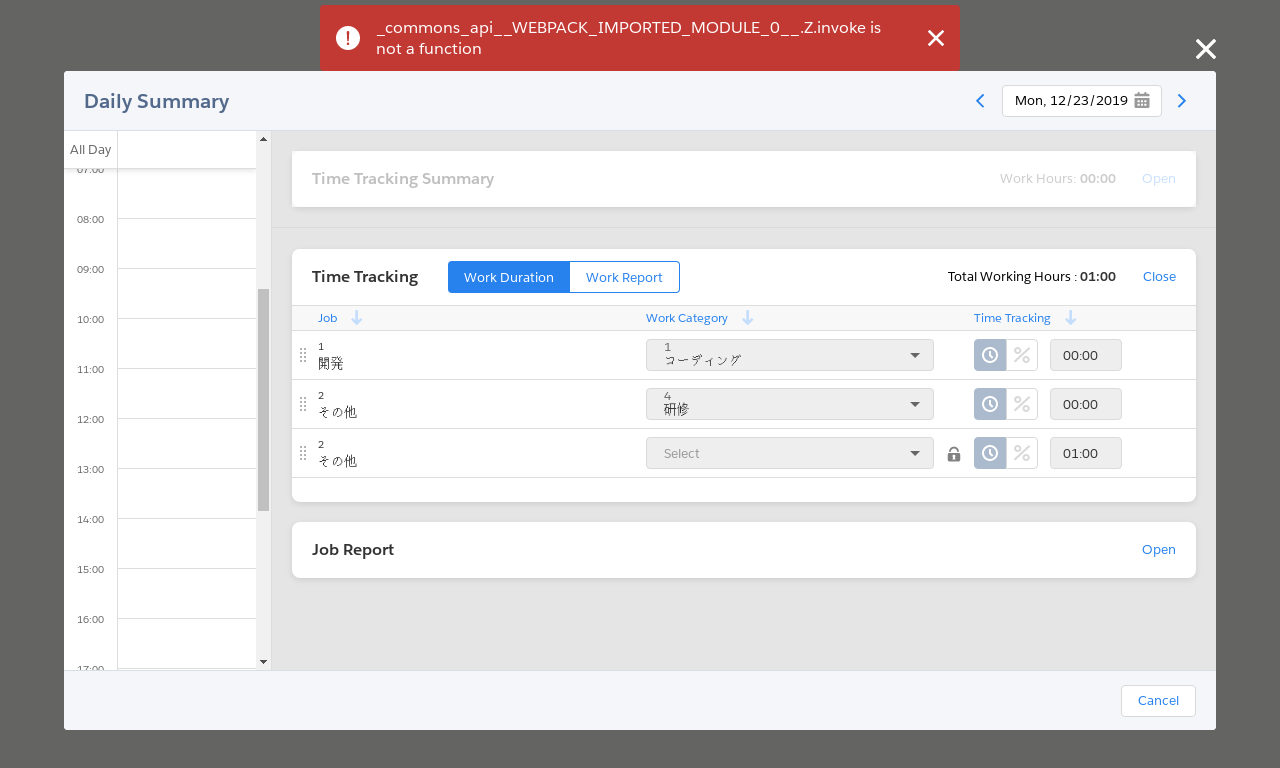 _commons_api__WEBPACK_IMPORTED_MODULE_0__.Z.invoke is
not a function
Daily Summary
Mon, 12/23/2019
All Day
07:00
08:00
09:00
10:00
11:00
12:00
13:00
14:00
15:00
16:00
17:00
Time Tracking Summary
Work Hours: 00:00
Open
Time Tracking
Work Duration
Work Report
Total Working Hours : 01:00
Close
Job
Work Category
Time Tracking
1
開発
1
コーディング
00:00
2
その他
4
研修
00:00
2
その他
Select
01:00
Job Report
Open
Cancel